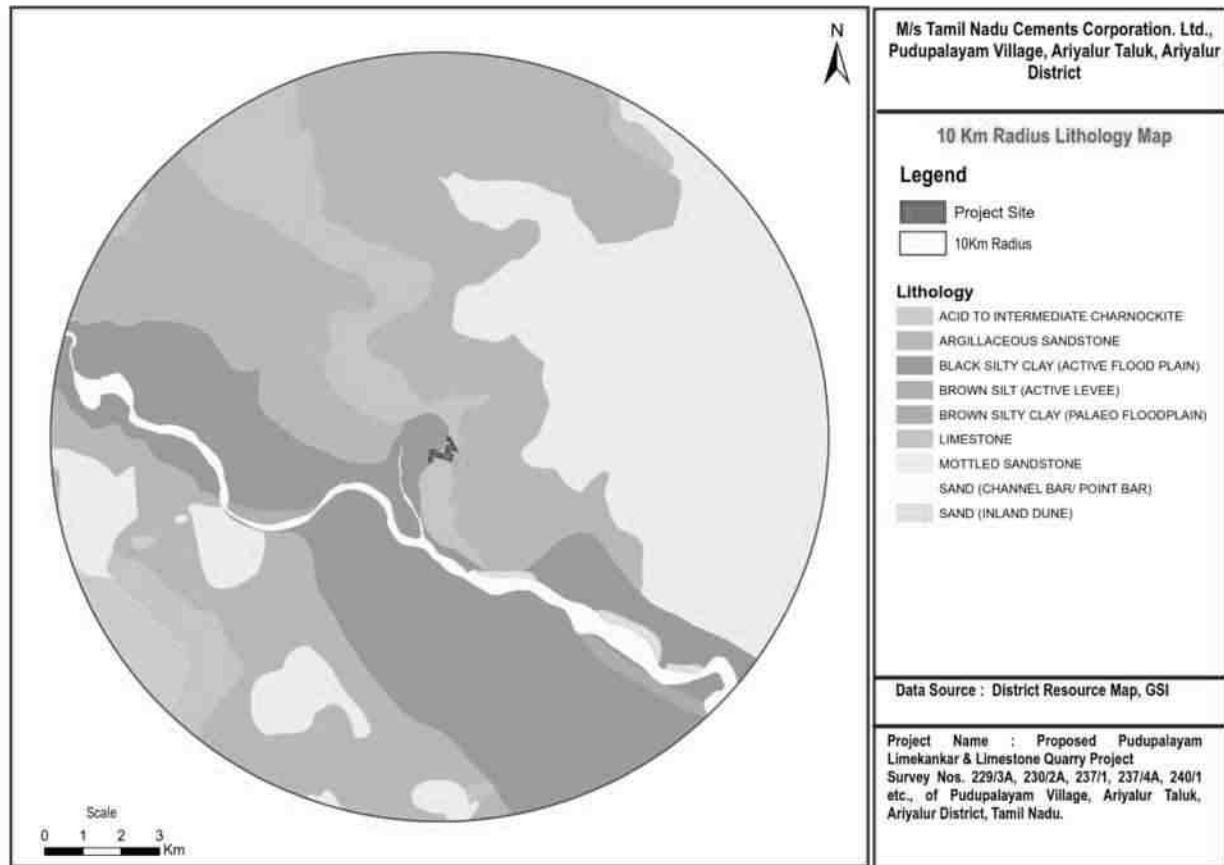 N
Scale
0 1 2 3
Km
M/s Tamil Nadu Cements Corporation. Ltd.,
Pudupalayam Village, Ariyalur Taluk, Ariyalur
District
10 Km Radius Lithology Map
Legend
Project Site
10Km Radius
Lithology
ACID TO INTERMEDIATE CHARNOCKITE
ARGILLACEOUS SANDSTONE
BLACK SILTY CLAY (ACTIVE FLOOD PLAIN)
BROWN SILT (ACTIVE LEVEE)
BROWN SILTY CLAY (PALAEO FLOODPLAIN)
LIMESTONE
MOTTLED SANDSTONE
SAND (CHANNEL BAR/ POINT BAR)
SAND (INLAND DUNE)
Data Source : District Resource Map, GSI
Project Name : Proposed Pudupalayam
Limekankar & Limestone Quarry Project
Survey Nos. 229/3A, 230/2A, 237/1, 237/4A, 240/1
etc., of Pudupalayam Village, Ariyalur Taluk,
Ariyalur District, Tamil Nadu.